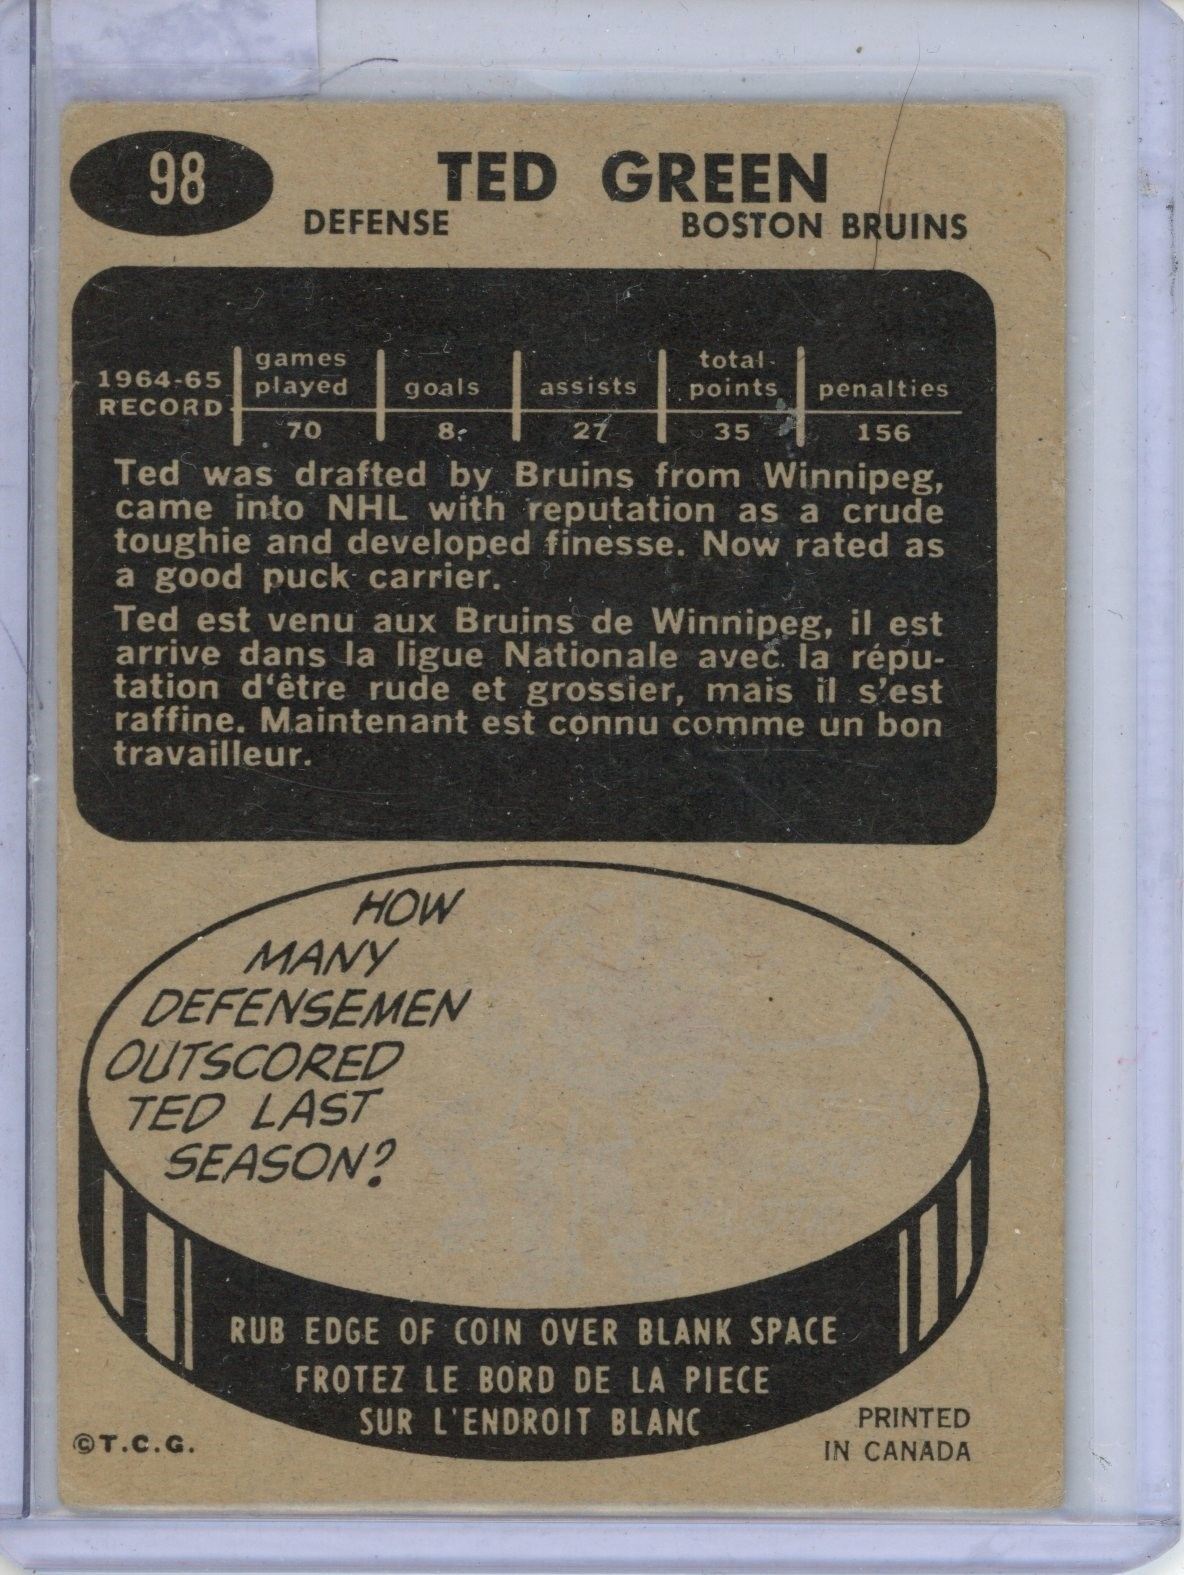 98
TED GREEN
DEFENSE BOSTON BRUINS
1964-65 RECORD games played goals assists total points penalties
70 8 27 35 156
Ted was drafted by Bruins from Winnipeg,
came into NHL with reputation as a crude
toughie and developed finesse. Now rated as
a good puck carrier.
Ted est venu aux Bruins de Winnipeg, il est
arrive dans la ligue Nationale avec la répu-
tation d'être rude et grossier, mais il s'est
raffine. Maintenant est connu comme un bon
travailleur.
HOW
MANY
DEFENSEMEN
OUTSCORED
TED LAST
SEASON?
RUB EDGE OF COIN OVER BLANK SPACE
FROTEZ LE BORD DE LA PIECE
SUR L'ENDROIT BLANC
©T.C.G.
PRINTED
IN CANADA